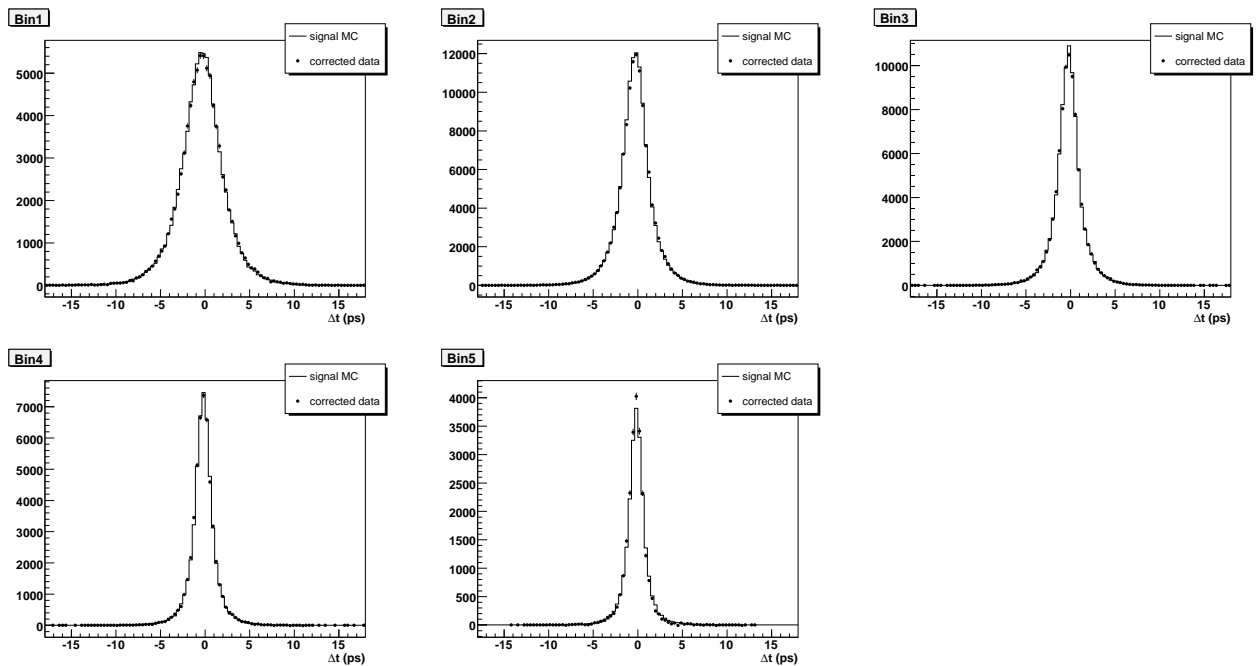 Bin1
signal MC
corrected data
5000
4000
3000
2000
1000
0
-15 -10 -5 0 5 10 15
Δt (ps)
Bin2
signal MC
corrected data
12000
10000
8000
6000
4000
2000
0
-15 -10 -5 0 5 10 15
Δt (ps)
Bin3
signal MC
corrected data
10000
8000
6000
4000
2000
0
-15 -10 -5 0 5 10 15
Δt (ps)
Bin4
signal MC
corrected data
7000
6000
5000
4000
3000
2000
1000
0
-15 -10 -5 0 5 10 15
Δt (ps)
Bin5
signal MC
corrected data
4000
3500
3000
2500
2000
1500
1000
500
0
-15 -10 -5 0 5 10 15
Δt (ps)